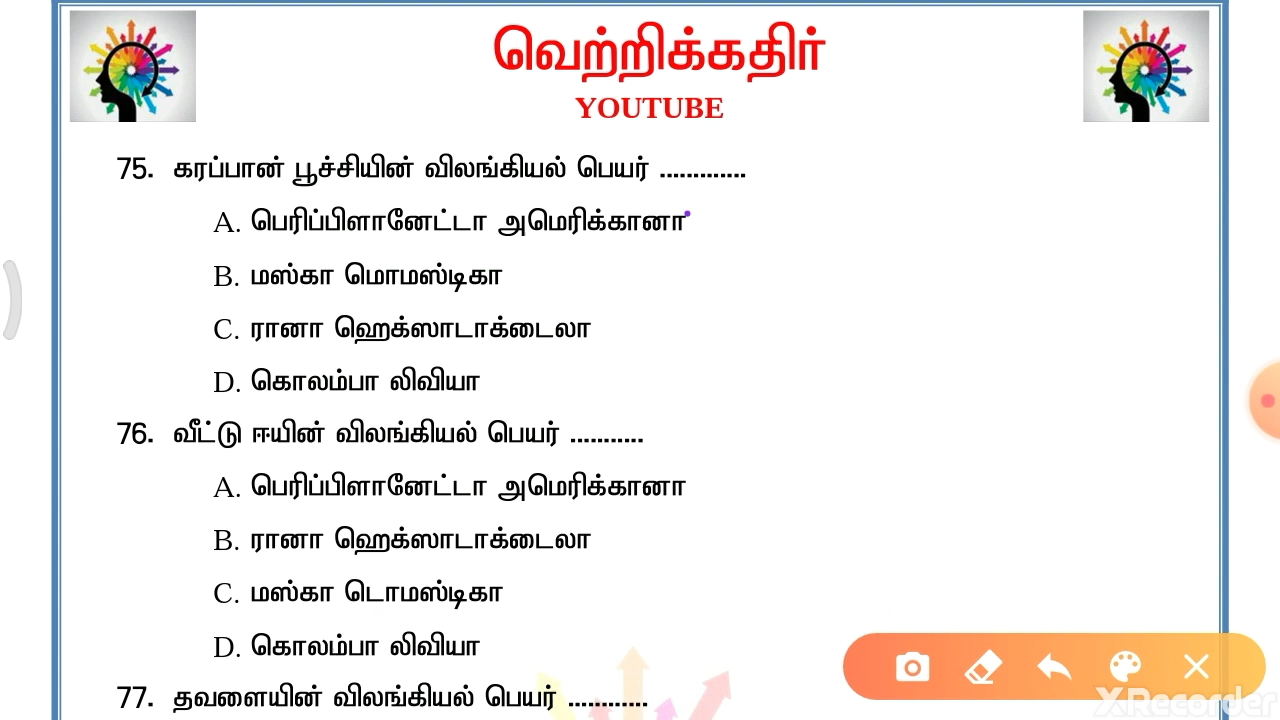 வெற்றிக்கதிர்
YOUTUBE
75. கரப்பான் பூச்சியின் விலங்கியல் பெயர் .............
A. பெரிப்பிளானேட்டா அமெரிக்கானா
B. மஸ்கா மொமஸ்டிகா
C. ரானா ஹெக்ஸாடாக்டைலா
D. கொலம்பா லிவியா
76. வீட்டு ஈயின் விலங்கியல் பெயர் ...........
A. பெரிப்பிளானேட்டா அமெரிக்கானா
B. ரானா ஹெக்ஸாடாக்டைலா
C. மஸ்கா டொமஸ்டிகா
D. கொலம்பா லிவியா
77. தவளையின் விலங்கியல் பெயர் ............
XRecorder